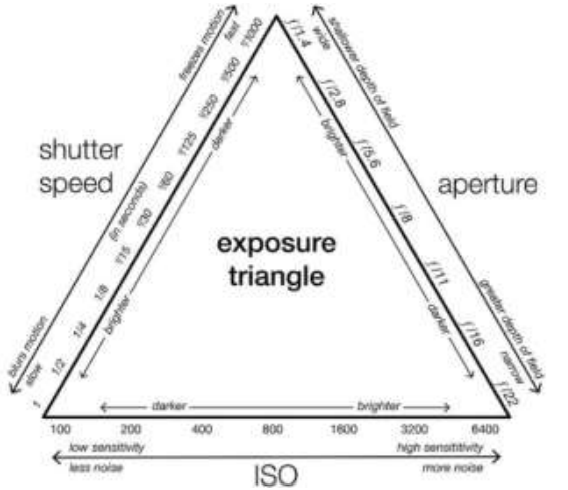 exposure
triangle
shutter
speed
freezes motion
fast
(in seconds)
blurs motion
slow
1/1000
1/500
1/250
1/125
1/60
1/30
1/15
1/8
1/4
1/2
1
darker
brighter
aperture
shallower depth of field
wide
greater depth of field
narrow
f/1.4
f/2.8
f/5.6
f/8
f/11
f/16
f/22
brighter
darker
darker
brighter
100 200 400 800 1600 3200 6400
low sensitivity
high sensititivity
less noise
more noise
ISO